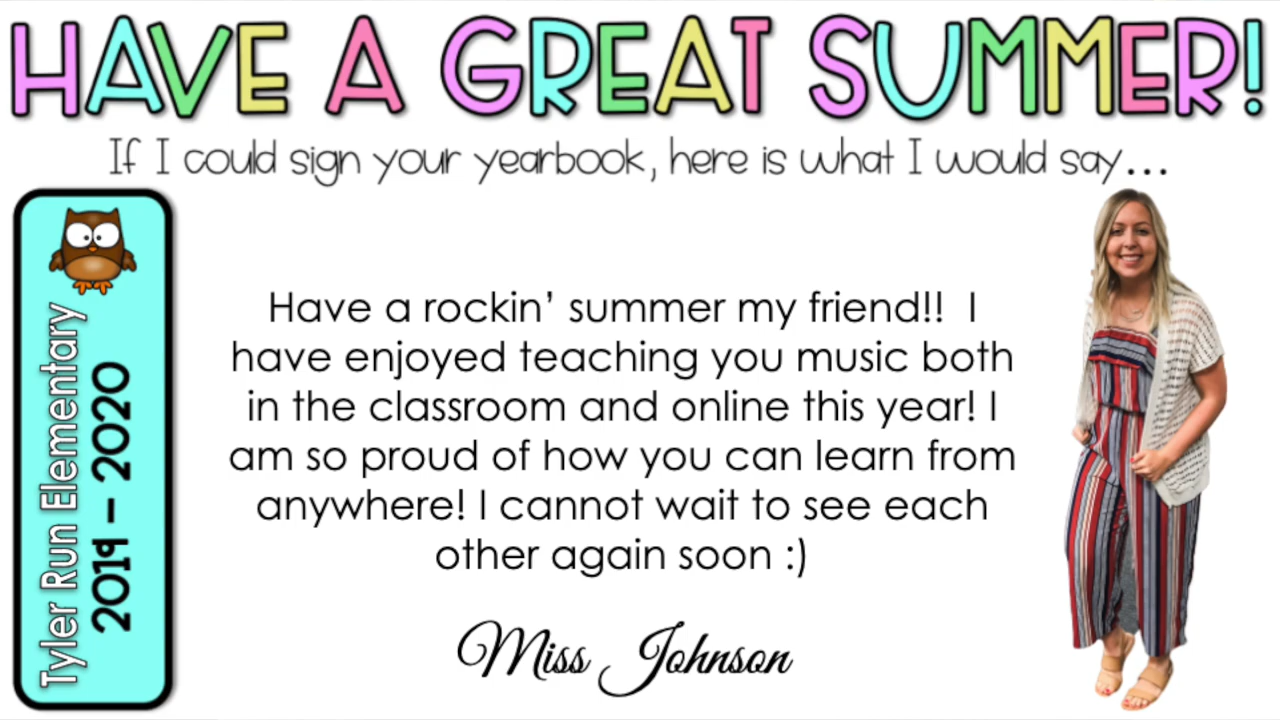 HAVE A GREAT SUMMER!
If I could sign your yearbook, here is what I would say...
Tyler Run Elementary
2019 – 2020
Have a rockin’ summer my friend!! I
have enjoyed teaching you music both
in the classroom and online this year! I
am so proud of how you can learn from
anywhere! I cannot wait to see each
other again soon :)
Miss Johnson